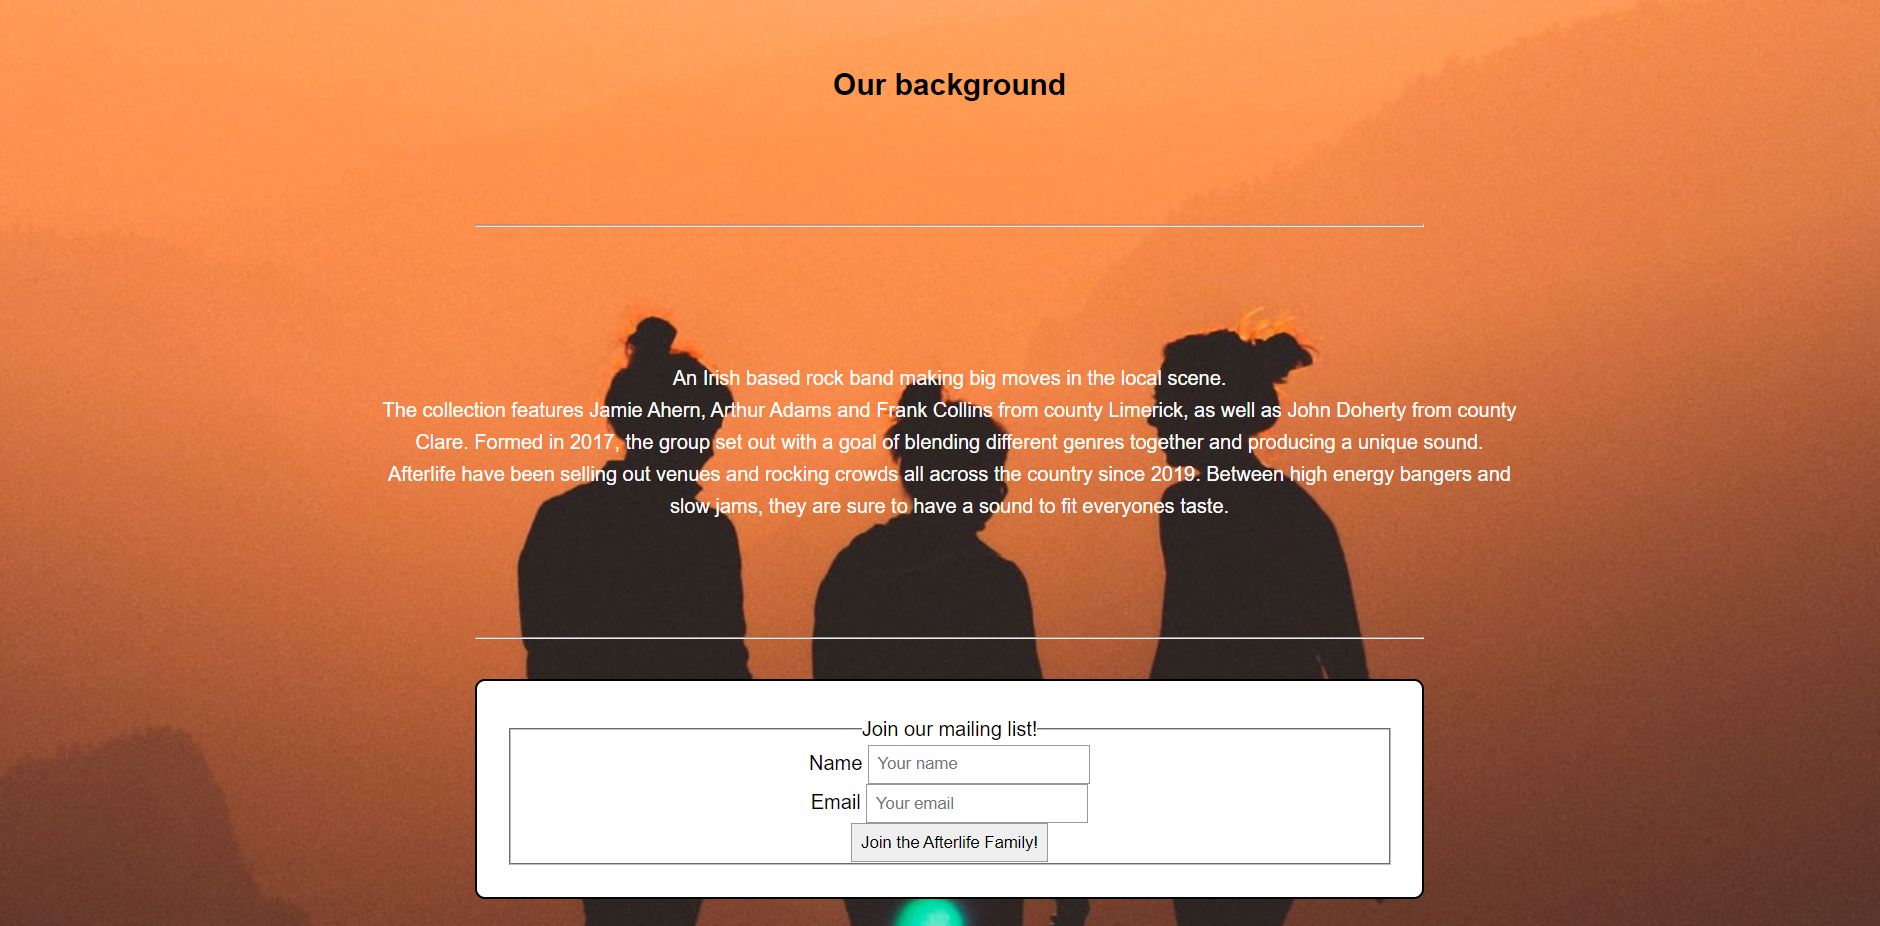 Our background
An Irish based rock band making big moves in the local scene.
The collection features Jamie Ahern, Arthur Adams and Frank Collins from county Limerick, as well as John Doherty from county
Clare. Formed in 2017, the group set out with a goal of blending different genres together and producing a unique sound.
Afterlife have been selling out venues and rocking crowds all across the country since 2019. Between high energy bangers and
slow jams, they are sure to have a sound to fit everyones taste.
Join our mailing list!
Name Your name
Email Your email
Join the Afterlife Family!